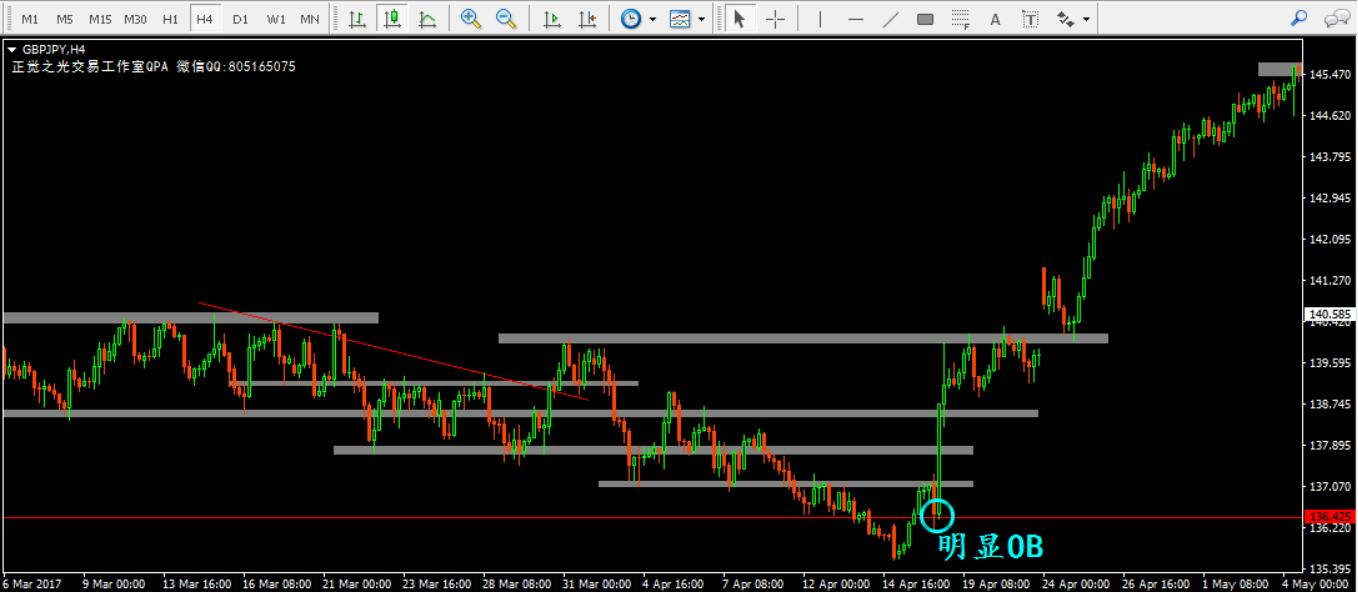 M1 M5 M15 M30 H1 H4 D1 W1 MN
F A T
GBPJPY,H4
正觉之光交易工作室QPA 微信QQ:805165075
145.470
144.620
143.795
142.945
142.095
141.270
140.585
140.420
139.595
138.745
137.895
137.070
136.425
136.220
135.395
明显OB
6 Mar 2017 9 Mar 00:00 13 Mar 16:00 16 Mar 08:00 21 Mar 00:00 23 Mar 16:00 28 Mar 08:00 31 Mar 00:00 4 Apr 16:00 7 Apr 08:00 12 Apr 00:00 14 Apr 16:00 19 Apr 08:00 24 Apr 00:00 26 Apr 16:00 1 May 08:00 4 May 00:00